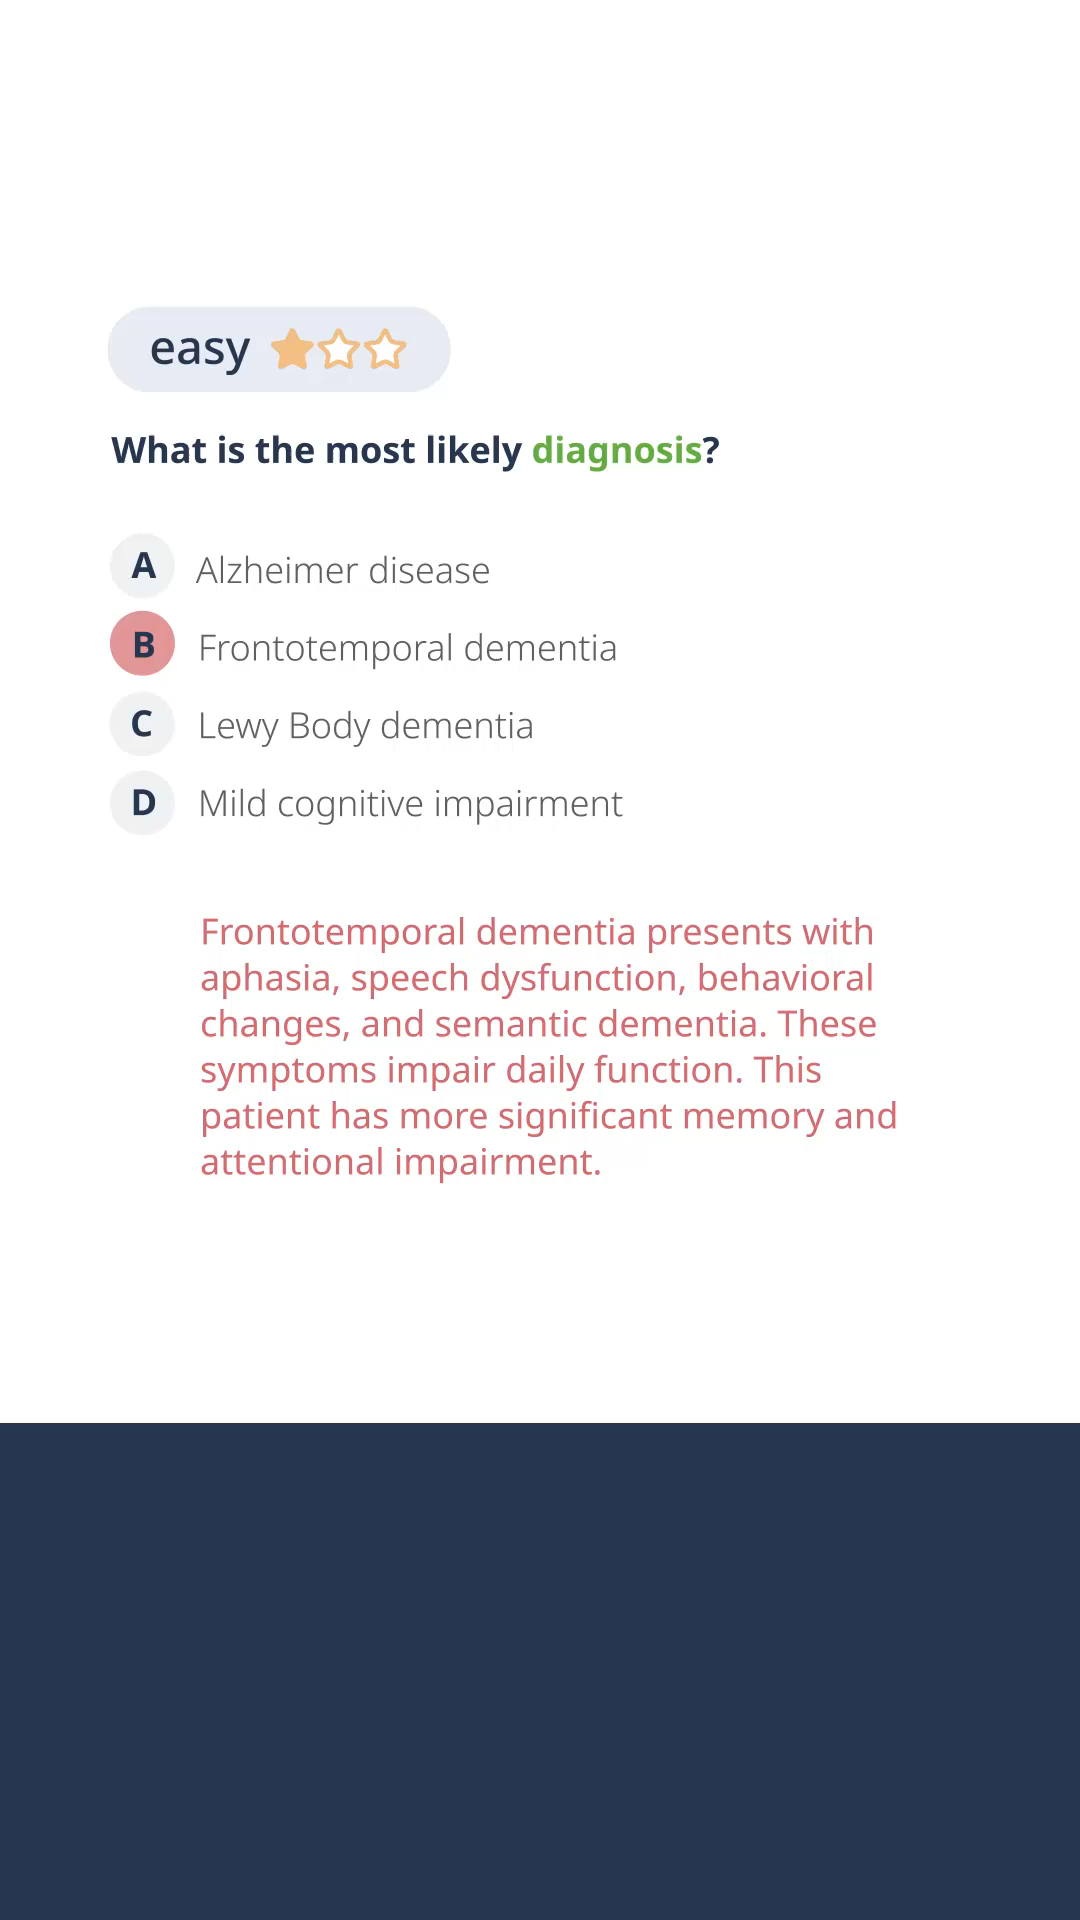 easy
What is the most likely diagnosis?
A Alzheimer disease
B Frontotemporal dementia
C Lewy Body dementia
D Mild cognitive impairment
Frontotemporal dementia presents with
aphasia, speech dysfunction, behavioral
changes, and semantic dementia. These
symptoms impair daily function. This
patient has more significant memory and
attentional impairment.